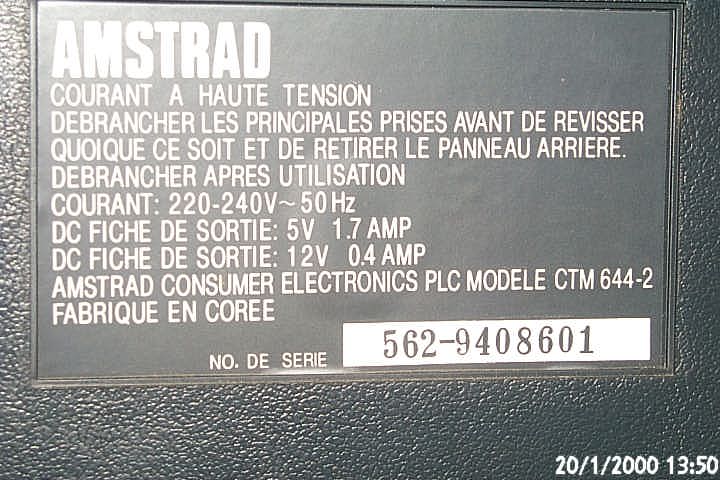 AMSTRAD
COURANT A HAUTE TENSION
DEBRANCHER LES PRINCIPALES PRISES AVANT DE REVISSER
QUOIQUE CE SOIT ET DE RETIRER LE PANNEAU ARRIERE.
DEBRANCHER APRES UTILISATION
COURANT: 220-240V~50Hz
DC FICHE DE SORTIE: 5V 1.7 AMP
DC FICHE DE SORTIE: 12V 0.4 AMP
AMSTRAD CONSUMER ELECTRONICS PLC MODELE CTM 644-2
FABRIQUE EN COREE
NO. DE SERIE 562-9408601
20/1/2000 13:50